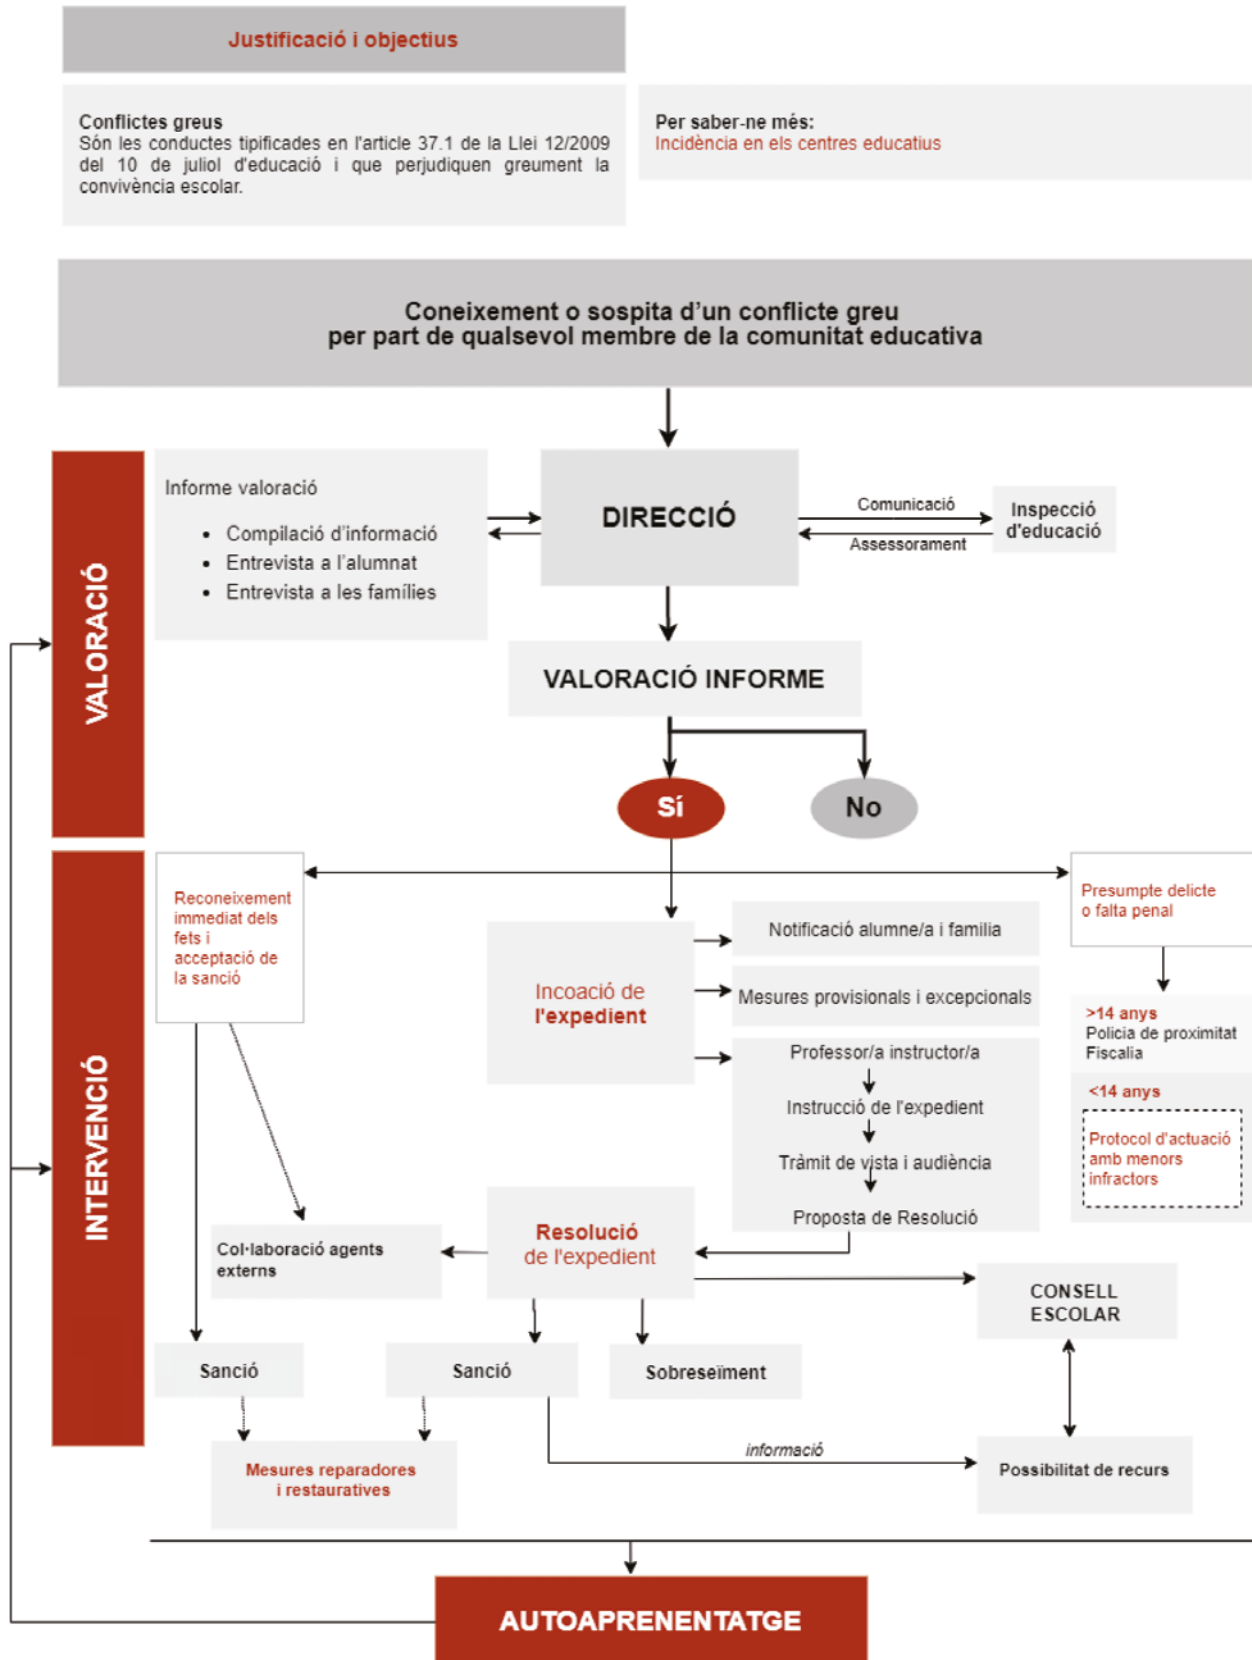 Justificació i objectius
Conflictes greus
Són les conductes tipificades en l'article 37.1 de la Llei 12/2009
del 10 de juliol d'educació i que perjudiquen greument la
convivència escolar.
Per saber-ne més:
Incidència en els centres educatius
Coneixement o sospita d'un conflicte greu
per part de qualsevol membre de la comunitat educativa
VALORACIÓ
Informe valoració
• Compilació d'informació
• Entrevista a l'alumnat
• Entrevista a les famílies
DIRECCIÓ
Comunicació
Assessorament
Inspecció
d'educació
VALORACIÓ INFORME
Sí
No
INTERVENCIÓ
Reconeixement
immediat dels
fets i
acceptació de
la sanció
Incoació de
l'expedient
Notificació alumne/a i familia
Mesures provisionals i excepcionals
Professor/a instructor/a
Instrucció de l'expedient
Tràmit de vista i audiència
Proposta de Resolució
Presumpte delicte
o falta penal
>14 anys
Policia de proximitat
Fiscalia
<14 anys
Protocol d'actuació
amb menors
infractors
Resolució
de l'expedient
Col·laboració agents
externs
CONSELL
ESCOLAR
Sanció
Sanció
Sobreseïment
informació
Possibilitat de recurs
Mesures reparadores
i restauratives
AUTOAPRENENTATGE